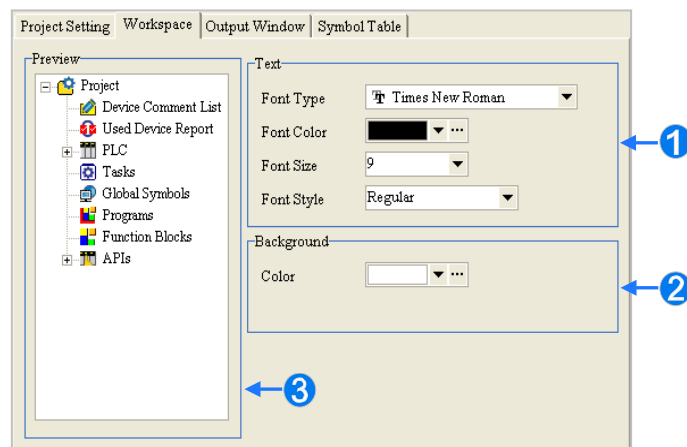 Project Setting Workspace Output Window Symbol Table
Preview
Project
Device Comment List
Used Device Report
PLC
Tasks
Global Symbols
Programs
Function Blocks
APIs
Text
Font Type Times New Roman
Font Color
Font Size 9
Font Style Regular
Background
Color
1
2
3